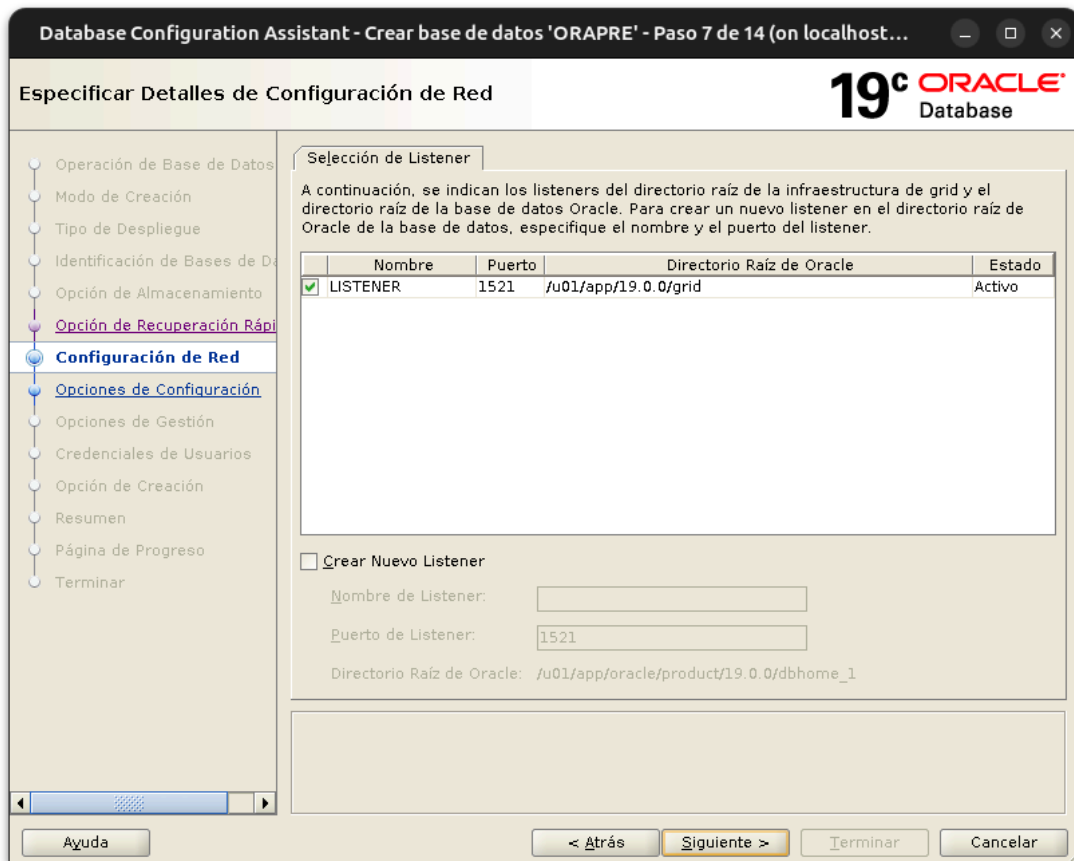 Database Configuration Assistant - Crear base de datos 'ORAPRE' - Paso 7 de 14 (on localhost...
Especificar Detalles de Configuración de Red
19c ORACLE
Database
Operación de Base de Datos
Modo de Creación
Tipo de Despliegue
Identificación de Bases de Da
Opción de Almacenamiento
Opción de Recuperación Rápi
Configuración de Red
Opciones de Configuración
Opciones de Gestión
Credenciales de Usuarios
Opción de Creación
Resumen
Página de Progreso
Terminar
Selección de Listener
A continuación, se indican los listeners del directorio raíz de la infraestructura de grid y el
directorio raíz de la base de datos Oracle. Para crear un nuevo listener en el directorio raíz de
Oracle de la base de datos, especifique el nombre y el puerto del listener.
Nombre Puerto Directorio Raíz de Oracle Estado
LISTENER 1521 /u01/app/19.0.0/grid Activo
Crear Nuevo Listener
Nombre de Listener:
Puerto de Listener: 1521
Directorio Raíz de Oracle: /u01/app/oracle/product/19.0.0/dbhome_1
Ayuda < Atrás Siguiente > Terminar Cancelar